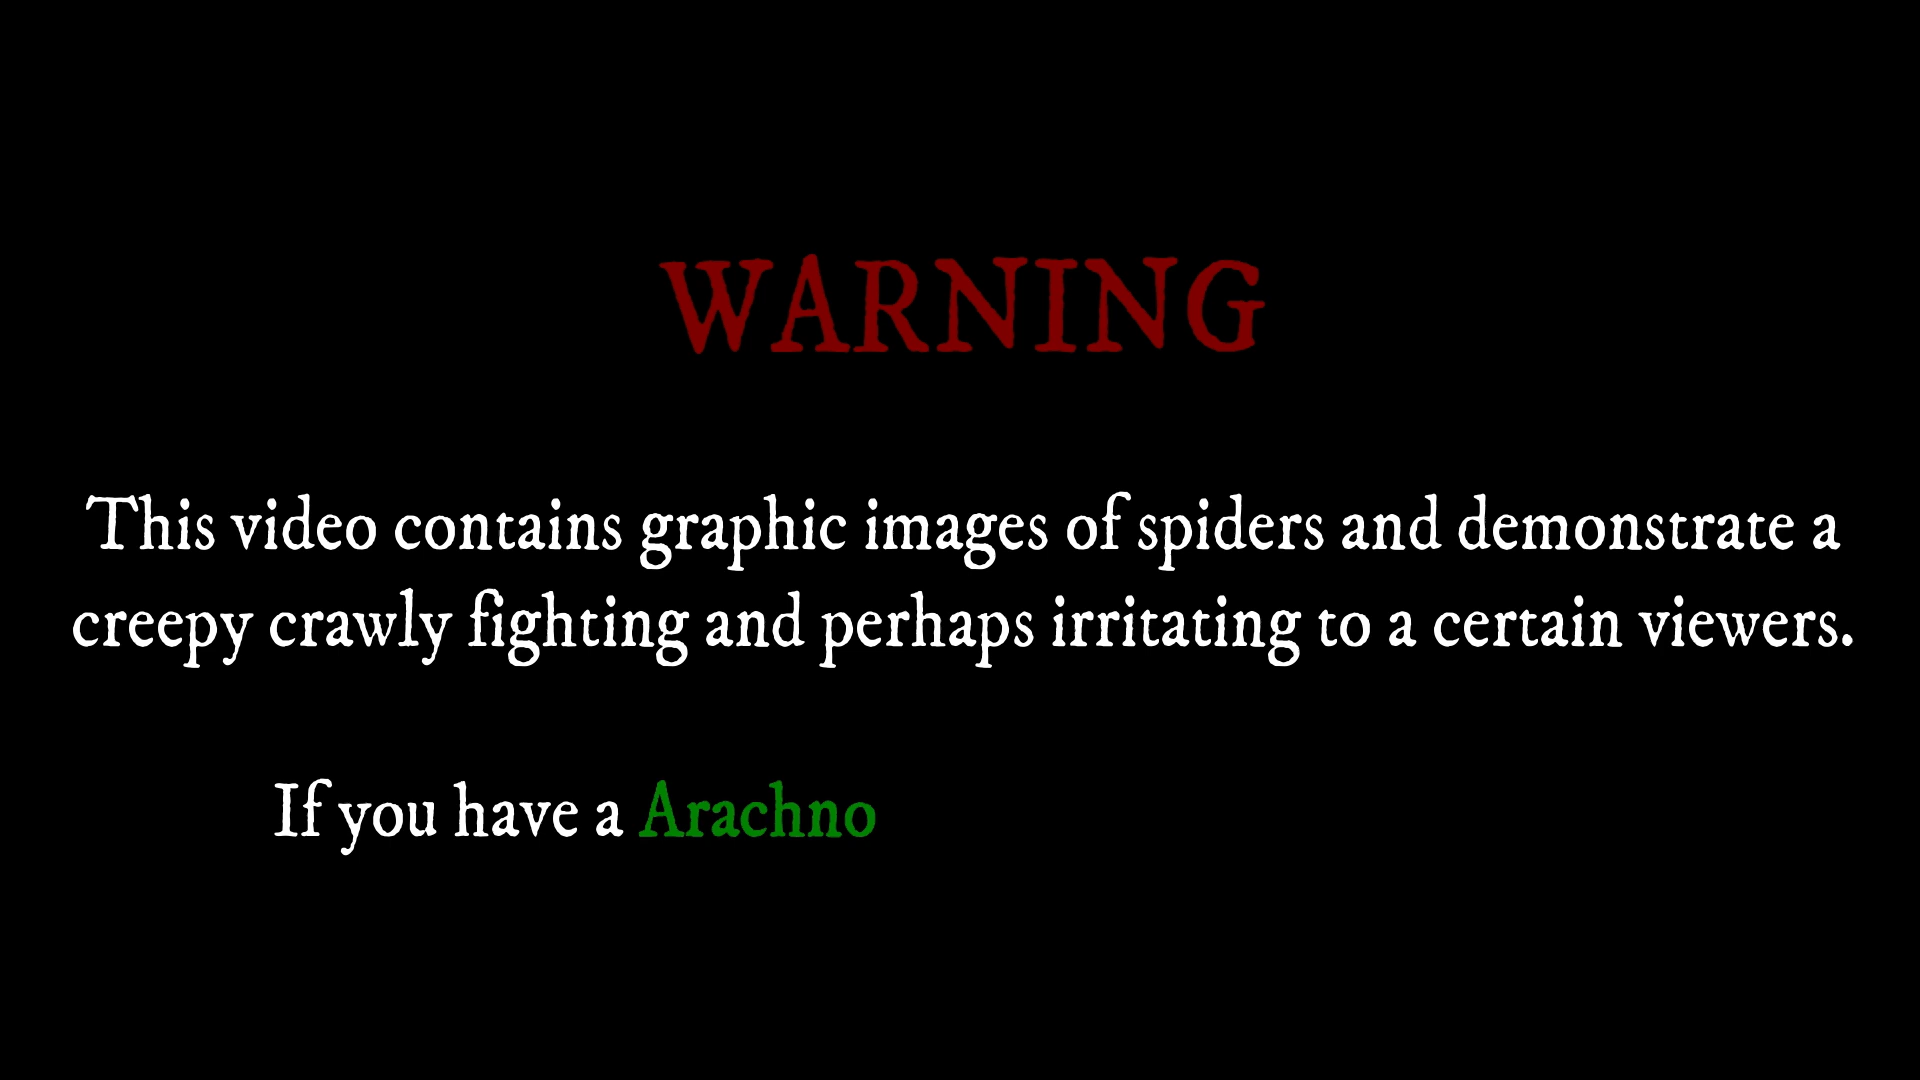 WARNING
This video contains graphic images of spiders and demonstrate a
creepy crawly fighting and perhaps irritating to a certain viewers.
If you have a Arachno